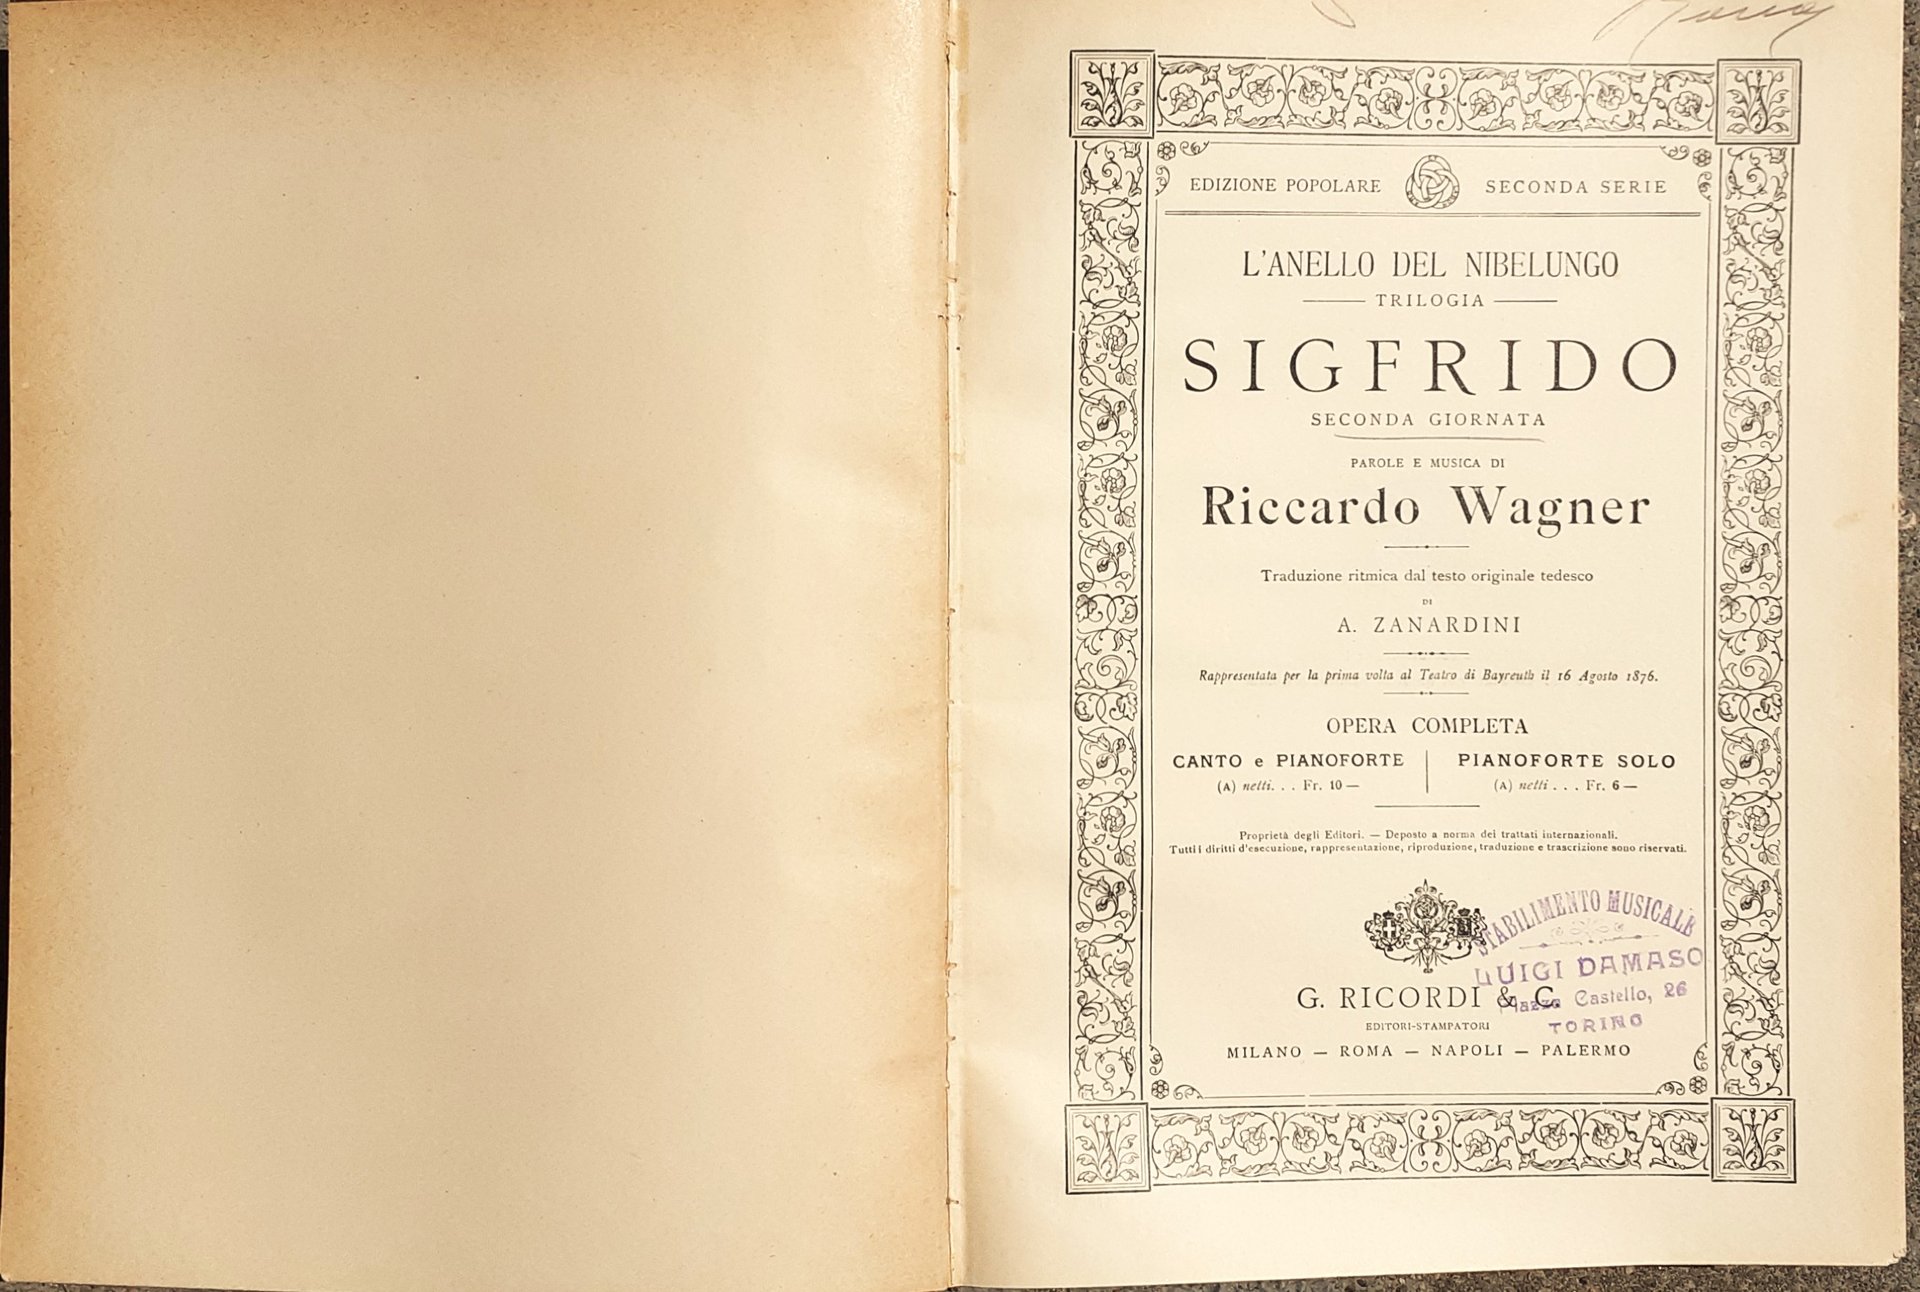 EDIZIONE POPOLARE SECONDA SERIE
L'ANELLO DEL NIBELUNGO
TRILOGIA
SIGFRIDO
SECONDA GIORNATA
PAROLE E MUSICA DI
Riccardo Wagner
Traduzione ritmica dal testo originale tedesco
DI
A. ZANARDINI
Rappresentata per la prima volta al Teatro di Bayreuth il 16 Agosto 1876.
OPERA COMPLETA
CANTO e PIANOFORTE PIANOFORTE SOLO
(A) netti. . . Fr. 10 — (A) netti . . . Fr. 6 —
Proprietà degli Editori. — Deposto a norma dei trattati internazionali.
Tutti i diritti d'esecuzione, rappresentazione, riproduzione, traduzione e trascrizione sono riservati.
STABILIMENTO MUSICALE
LUIGI DAMASO
Piazza Castello, 26
TORINO
G. RICORDI & C.
EDITORI-STAMPATORI
MILANO — ROMA — NAPOLI — PALERMO